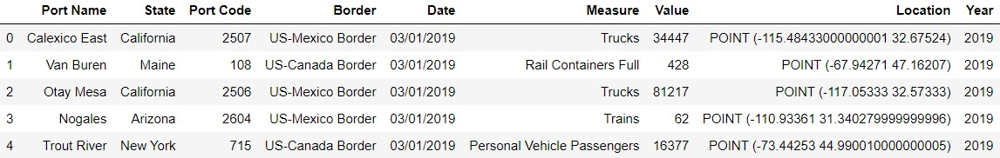 Port Name State Port Code Border Date Measure Value Location Year
0 Calexico East California 2507 US-Mexico Border 03/01/2019 Trucks 34447 POINT (-115.48433000000001 32.67524) 2019
1 Van Buren Maine 108 US-Canada Border 03/01/2019 Rail Containers Full 428 POINT (-67.94271 47.16207) 2019
2 Otay Mesa California 2506 US-Mexico Border 03/01/2019 Trucks 81217 POINT (-117.05333 32.57333) 2019
3 Nogales Arizona 2604 US-Mexico Border 03/01/2019 Trains 62 POINT (-110.93361 31.340279999999996) 2019
4 Trout River New York 715 US-Canada Border 03/01/2019 Personal Vehicle Passengers 16377 POINT (-73.44253 44.990010000000005) 2019